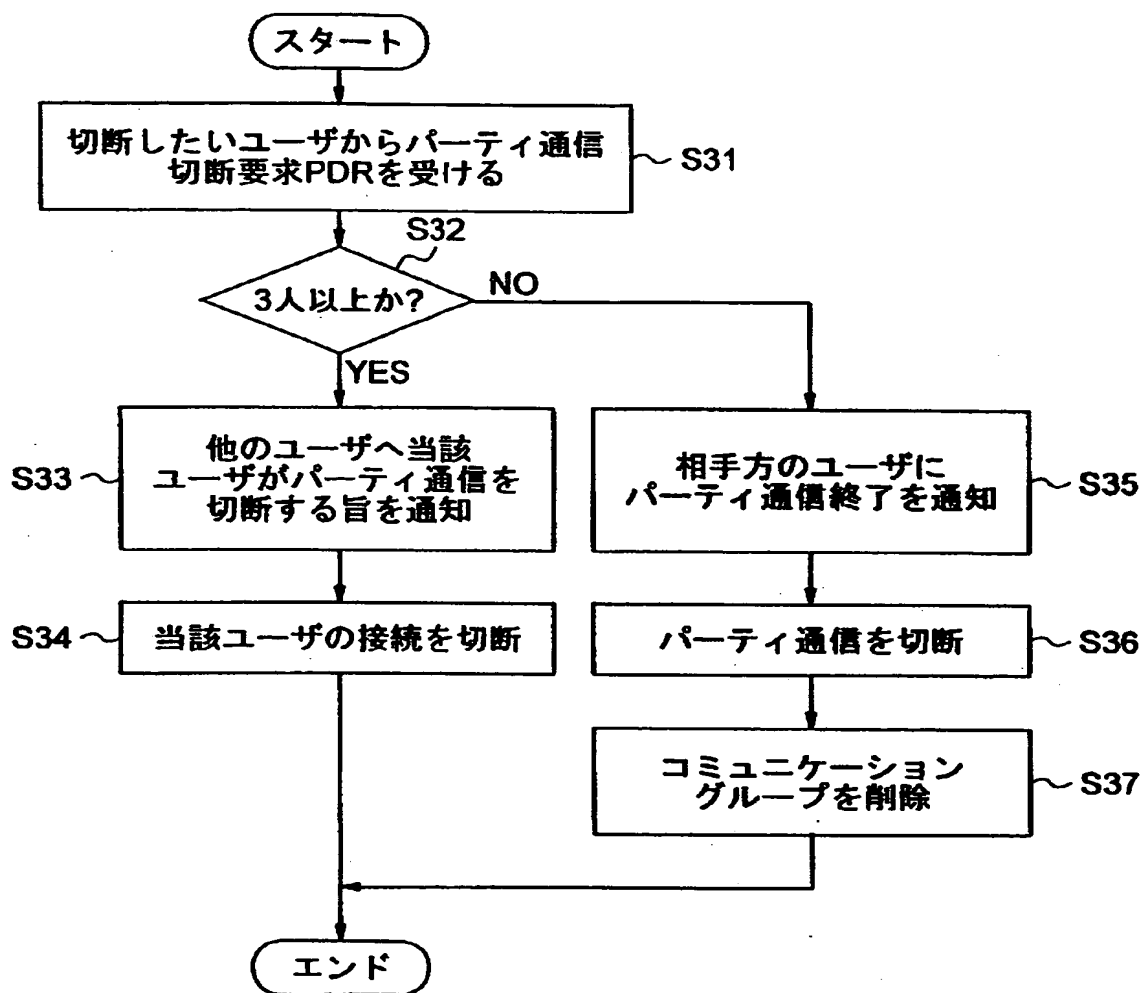 スタート
切断したいユーザからパーティ通信
切断要求PDRを受ける
S31
S32
3人以上か?
NO
YES
他のユーザへ当該
ユーザがパーティ通信を
切断する旨を通知
S33
相手方のユーザに
パーティ通信終了を通知
S35
S34
当該ユーザの接続を切断
パーティ通信を切断
S36
コミュニケーション
グループを削除
S37
エンド